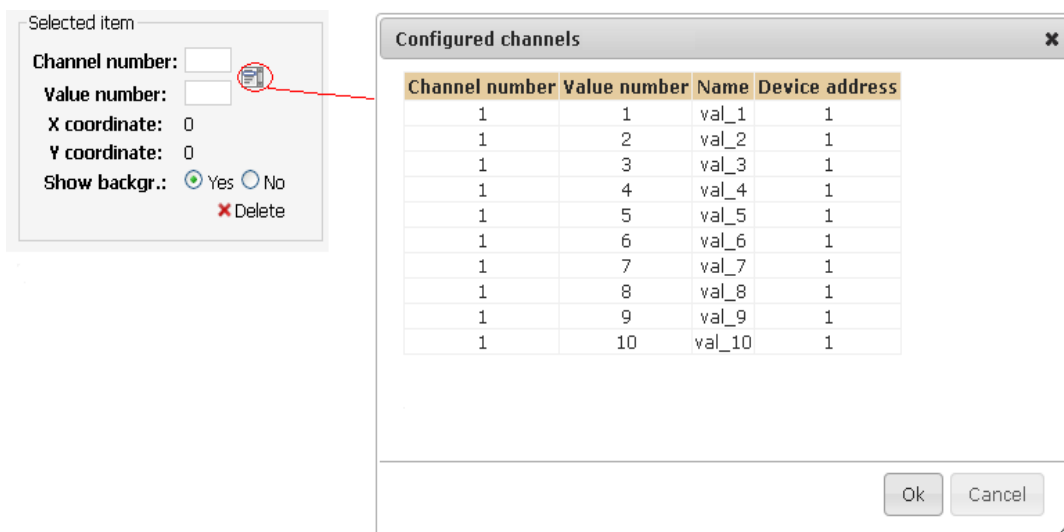 Selected item
Channel number:
Value number:
X coordinate: 0
Y coordinate: 0
Show backgr.: Yes No
Delete
Configured channels
Channel number Value number Name Device address
1 1 val_1 1
1 2 val_2 1
1 3 val_3 1
1 4 val_4 1
1 5 val_5 1
1 6 val_6 1
1 7 val_7 1
1 8 val_8 1
1 9 val_9 1
1 10 val_10 1
Ok Cancel